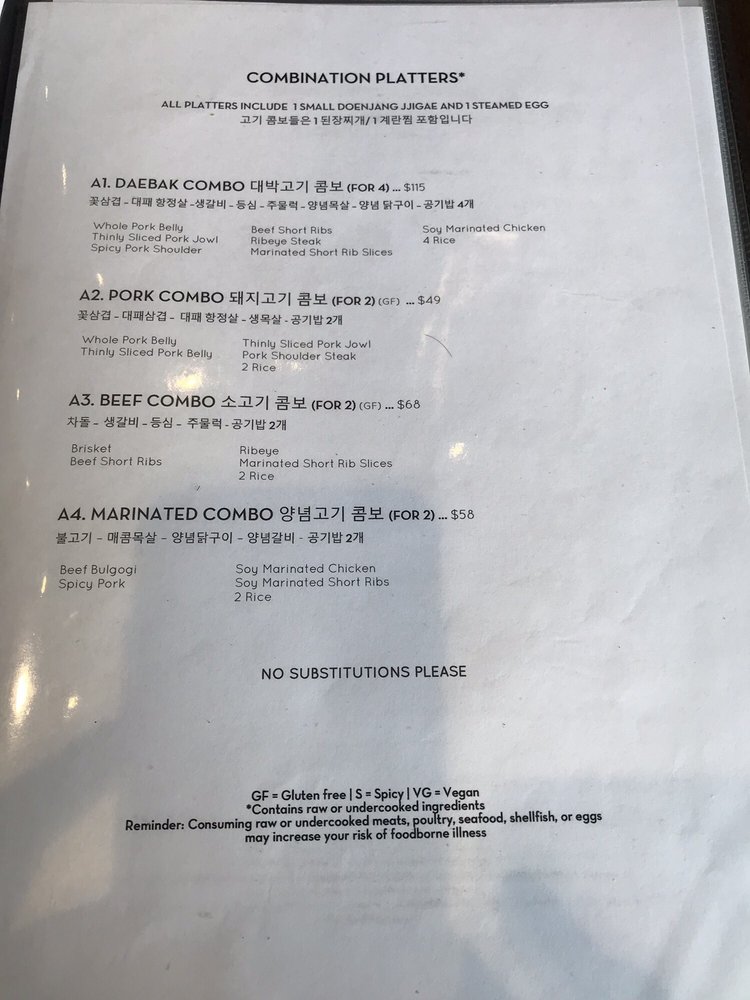 COMBINATION PLATTERS*
ALL PLATTERS INCLUDE 1 SMALL DOENJANG JJIGAE AND 1 STEAMED EGG
고기 콤보들은 1 된장찌개/ 1 계란찜 포함입니다
A1. DAEBAK COMBO 대박고기 콤보 (FOR 4) ... $115
꽃삼겹 - 대패 항정살 -생갈비 - 등심 - 주물럭 - 양념목살 - 양념 닭구이 - 공기밥 4개
Whole Pork Belly Beef Short Ribs Soy Marinated Chicken
Thinly Sliced Pork Jowl Ribeye Steak 4 Rice
Spicy Pork Shoulder Marinated Short Rib Slices
A2. PORK COMBO 돼지고기 콤보 (FOR 2) (GF) ... $49
꽃삼겹 - 대패삼겹 - 대패 항정살 - 생목살 - 공기밥 2개
Whole Pork Belly Thinly Sliced Pork Jowl
Thinly Sliced Pork Belly Pork Shoulder Steak
2 Rice
A3. BEEF COMBO 소고기 콤보 (FOR 2) (GF) ... $68
차돌 - 생갈비 - 등심 - 주물럭 - 공기밥 2개
Brisket Ribeye
Beef Short Ribs Marinated Short Rib Slices
2 Rice
A4. MARINATED COMBO 양념고기 콤보 (FOR 2) ... $58
불고기 - 매콤목살 - 양념닭구이 - 양념갈비 - 공기밥 2개
Beef Bulgogi Soy Marinated Chicken
Spicy Pork Soy Marinated Short Ribs
2 Rice
NO SUBSTITUTIONS PLEASE
GF = Gluten free | S = Spicy | VG = Vegan
*Contains raw or undercooked ingredients
Reminder: Consuming raw or undercooked meats, poultry, seafood, shellfish, or eggs
may increase your risk of foodborne illness